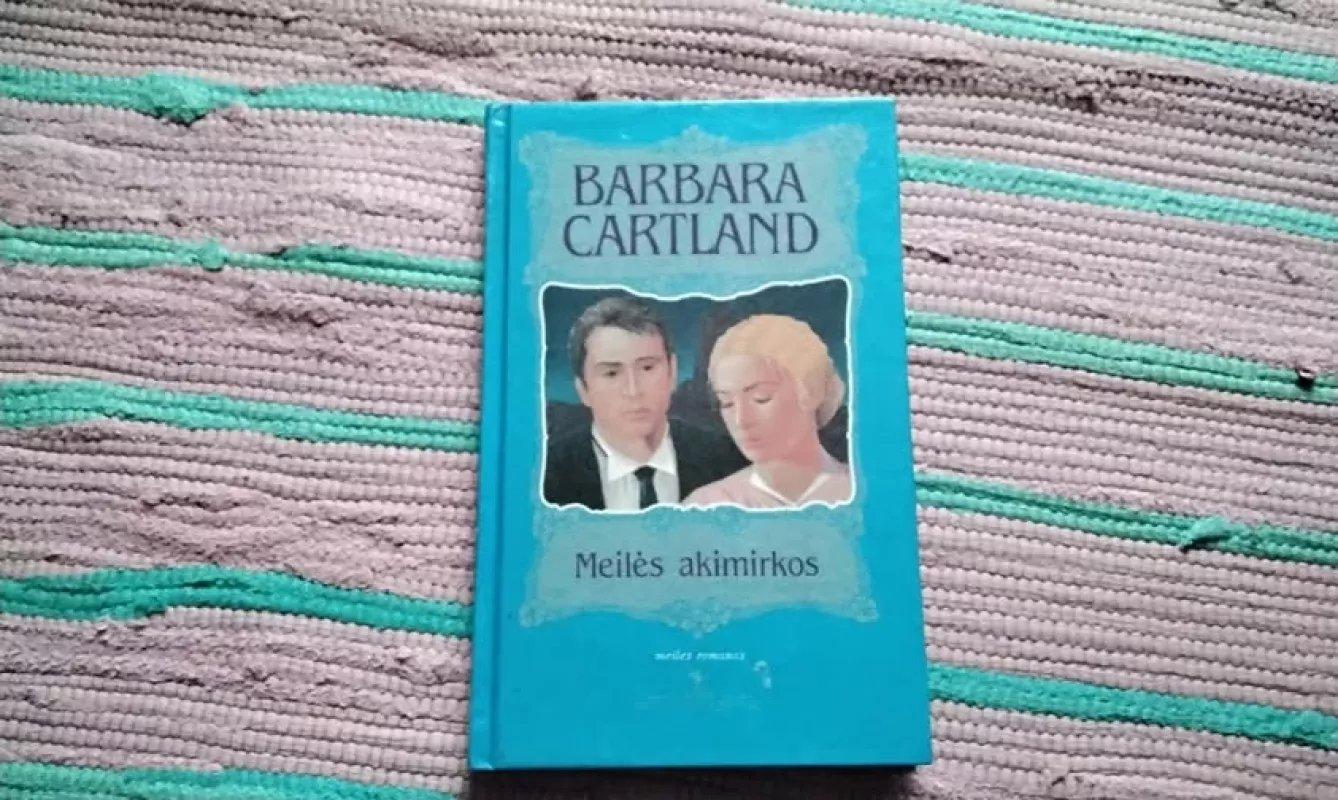 BARBARA
CARTLAND
Meilės akimirkos
meilės romanas